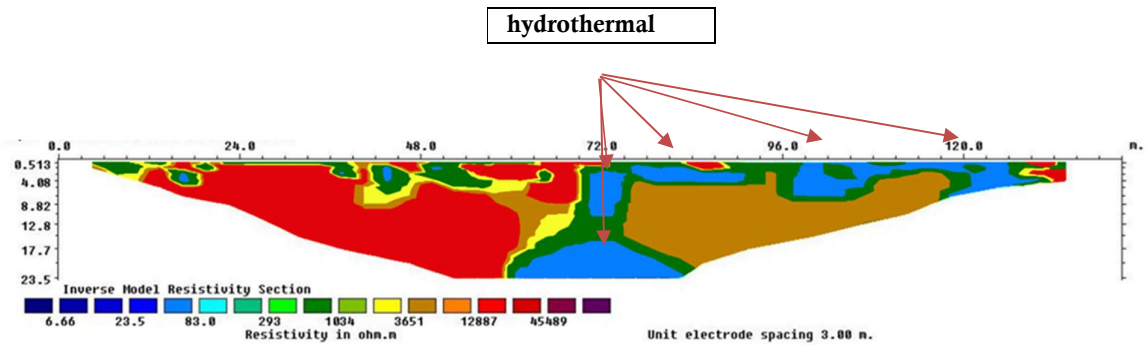 hydrothermal
0.0 24.0 48.0 72.0 96.0 120.0 m.
0.513
4.08
8.82
12.8
17.7
23.5
Inverse Model Resistivity Section
6.66 23.5 83.0 293 1034 3651 12887 45489
Resistivity in ohm.m Unit electrode spacing 3.00 m.